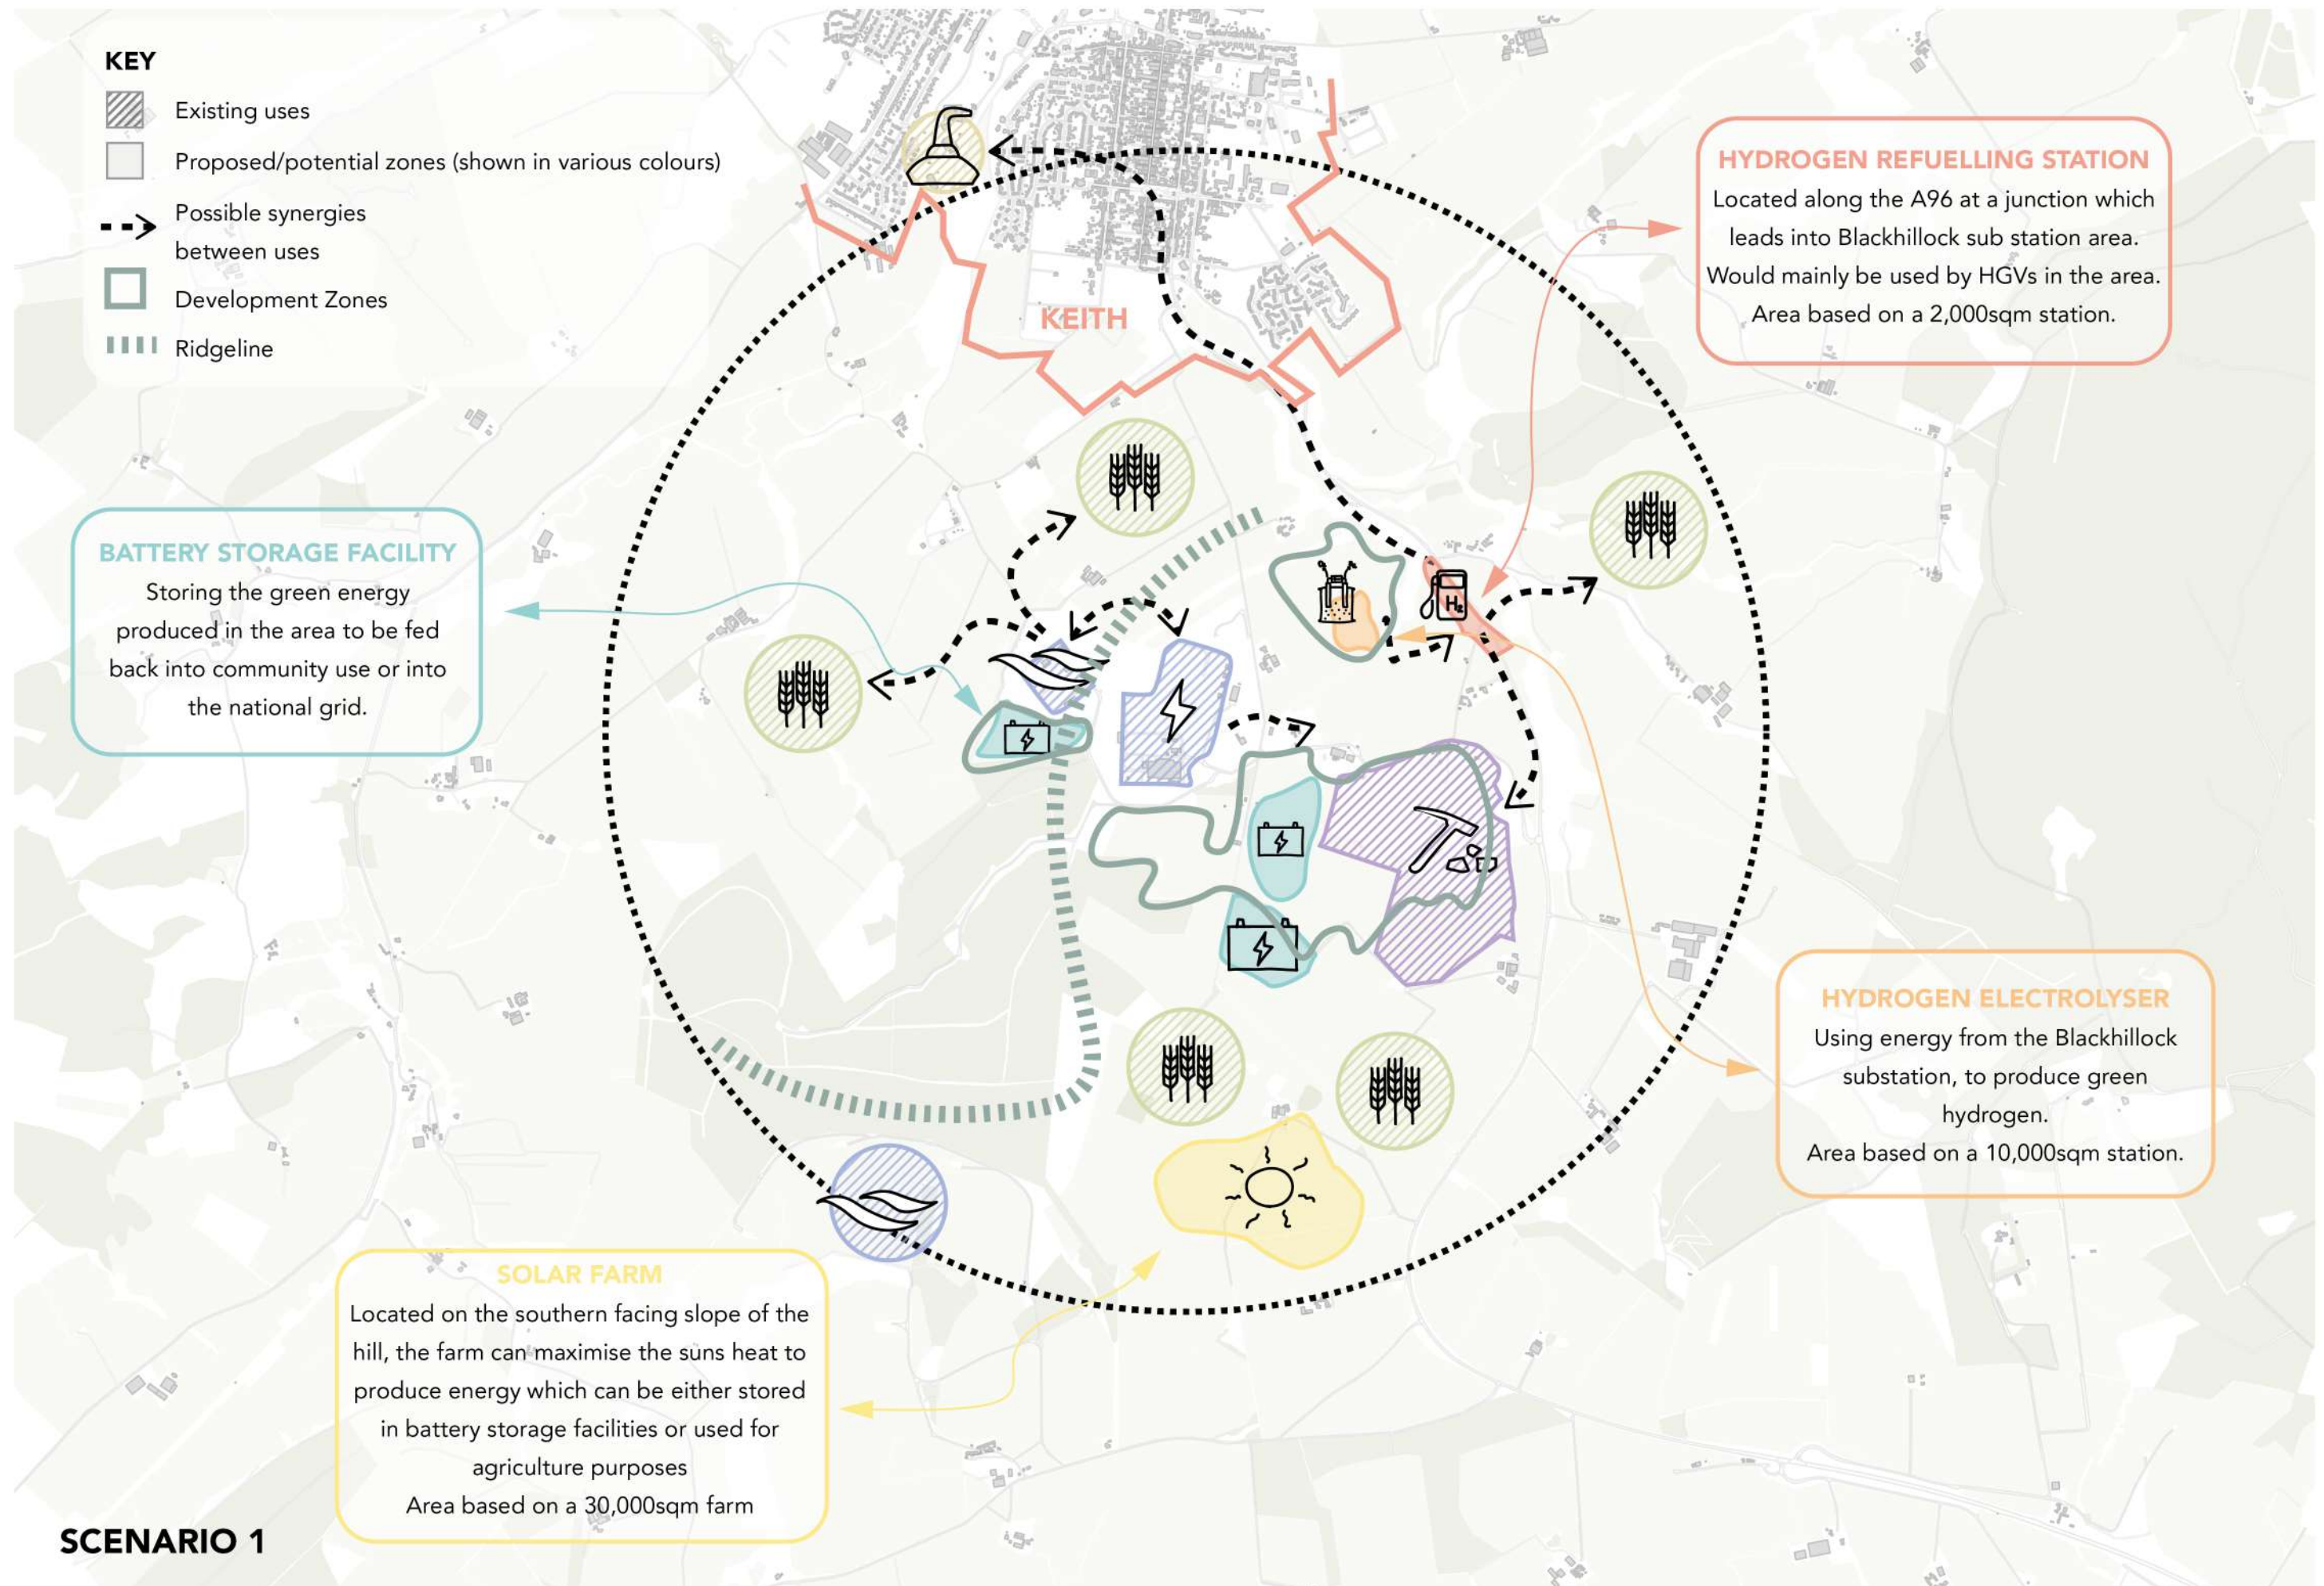 KEY
Existing uses
Proposed/potential zones (shown in various colours)
Possible synergies
between uses
Development Zones
Ridgeline
HYDROGEN REFUELLING STATION
Located along the A96 at a junction which
leads into Blackhillock sub station area.
Would mainly be used by HGVs in the area.
Area based on a 2,000sqm station.
KEITH
BATTERY STORAGE FACILITY
Storing the green energy
produced in the area to be fed
back into community use or into
the national grid.
H₂
HYDROGEN ELECTROLYSER
Using energy from the Blackhillock
substation, to produce green
hydrogen.
Area based on a 10,000sqm station.
SOLAR FARM
Located on the southern facing slope of the
hill, the farm can maximise the suns heat to
produce energy which can be either stored
in battery storage facilities or used for
agriculture purposes
Area based on a 30,000sqm farm
SCENARIO 1